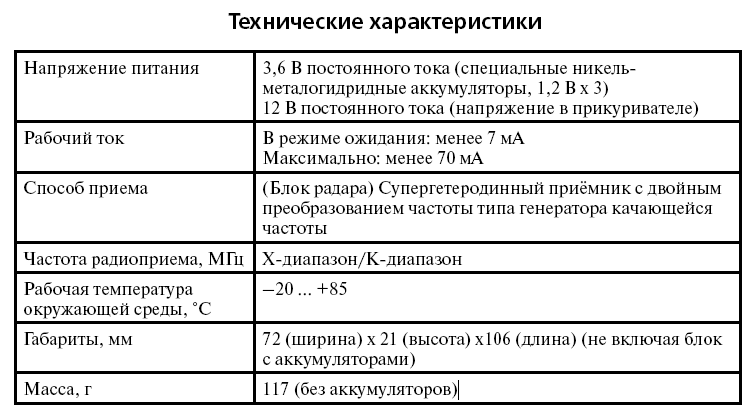 Технические характеристики
Напряжение питания
3,6 В постоянного тока (специальные никель-
металогидридные аккумуляторы, 1,2 В х 3)
12 В постоянного тока (напряжение в прикуривателе)
Рабочий ток
В режиме ожидания: менее 7 мА
Максимально: менее 70 мА
Способ приема
(Блок радара) Супергетеродинный приёмник с двойным
преобразованием частоты типа генератора качающейся
частоты
Частота радиоприема, МГц
Х-диапазон/К-диапазон
Рабочая температура
окружающей среды, °С
−20 ... +85
Габариты, мм
72 (ширина) х 21 (высота) х106 (длина) (не включая блок
с аккумуляторами)
Масса, г
117 (без аккумуляторов)